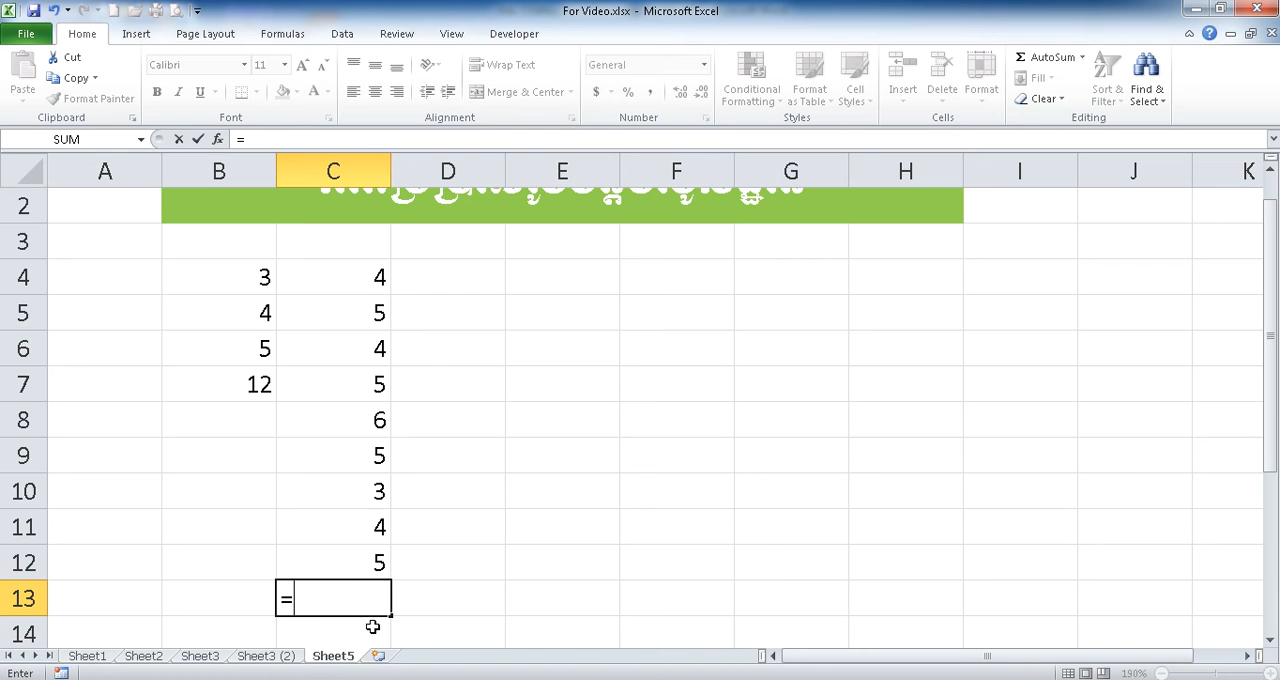 For Video.xlsx - Microsoft Excel
File Home Insert Page Layout Formulas Data Review View Developer
Cut Calibri 11 Wrap Text General AutoSum
Paste Copy Conditional Format Cell Insert Delete Format Fill Sort & Find &
Format Painter B I U Merge & Center $ % , Formatting as Table Styles Clear Filter Select
Clipboard Font Alignment Number Styles Cells Editing
SUM fx =
A B C D E F G H I J K
2
3
4 3 4
5 4 5
6 5 4
7 12 5
8 6
9 5
10 3
11 4
12 5
13 =
14
Sheet1 Sheet2 Sheet3 Sheet3 (2) Sheet5
Enter 190%